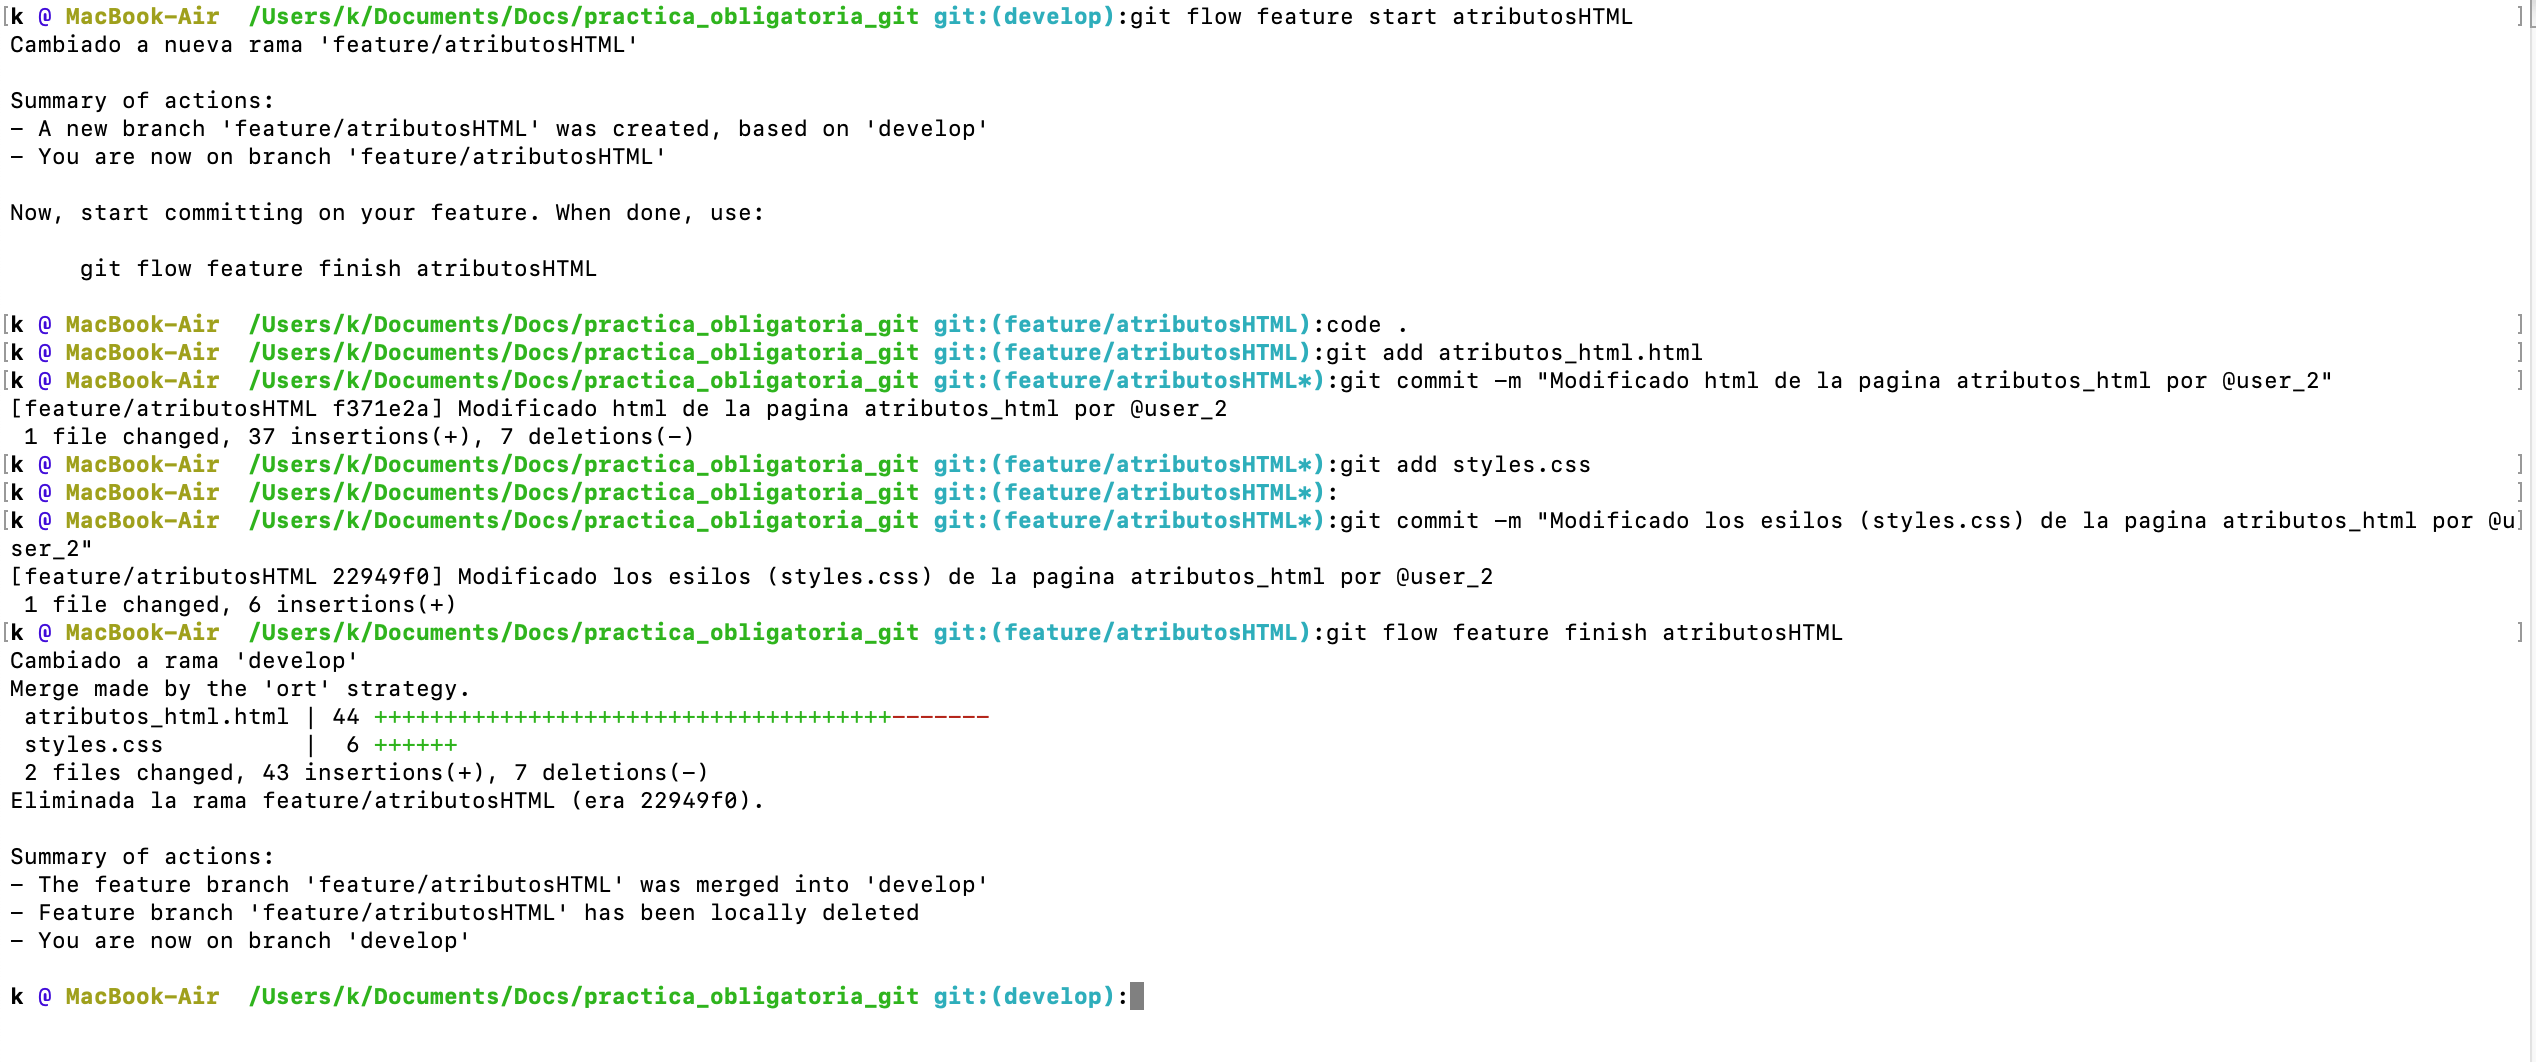 [k @ MacBook-Air  /Users/k/Documents/Docs/practica_obligatoria_git git:(develop):git flow feature start atributosHTML ]
Cambiado a nueva rama 'feature/atributosHTML'
Summary of actions:
- A new branch 'feature/atributosHTML' was created, based on 'develop'
- You are now on branch 'feature/atributosHTML'
Now, start committing on your feature. When done, use:
git flow feature finish atributosHTML
[k @ MacBook-Air  /Users/k/Documents/Docs/practica_obligatoria_git git:(feature/atributosHTML):code . ]
[k @ MacBook-Air  /Users/k/Documents/Docs/practica_obligatoria_git git:(feature/atributosHTML):git add atributos_html.html ]
[k @ MacBook-Air  /Users/k/Documents/Docs/practica_obligatoria_git git:(feature/atributosHTML*):git commit -m "Modificado html de la pagina atributos_html por @user_2" ]
[feature/atributosHTML f371e2a] Modificado html de la pagina atributos_html por @user_2
1 file changed, 37 insertions(+), 7 deletions(-)
[k @ MacBook-Air  /Users/k/Documents/Docs/practica_obligatoria_git git:(feature/atributosHTML*):git add styles.css ]
[k @ MacBook-Air  /Users/k/Documents/Docs/practica_obligatoria_git git:(feature/atributosHTML*): ]
[k @ MacBook-Air  /Users/k/Documents/Docs/practica_obligatoria_git git:(feature/atributosHTML*):git commit -m "Modificado los esilos (styles.css) de la pagina atributos_html por @u]
ser_2"
[feature/atributosHTML 22949f0] Modificado los esilos (styles.css) de la pagina atributos_html por @user_2
1 file changed, 6 insertions(+)
[k @ MacBook-Air  /Users/k/Documents/Docs/practica_obligatoria_git git:(feature/atributosHTML):git flow feature finish atributosHTML ]
Cambiado a rama 'develop'
Merge made by the 'ort' strategy.
atributos_html.html | 44 +++++++++++++++++++++++++++++++++++++-------
styles.css          |  6 ++++++
2 files changed, 43 insertions(+), 7 deletions(-)
Eliminada la rama feature/atributosHTML (era 22949f0).
Summary of actions:
- The feature branch 'feature/atributosHTML' was merged into 'develop'
- Feature branch 'feature/atributosHTML' has been locally deleted
- You are now on branch 'develop'
k @ MacBook-Air  /Users/k/Documents/Docs/practica_obligatoria_git git:(develop):